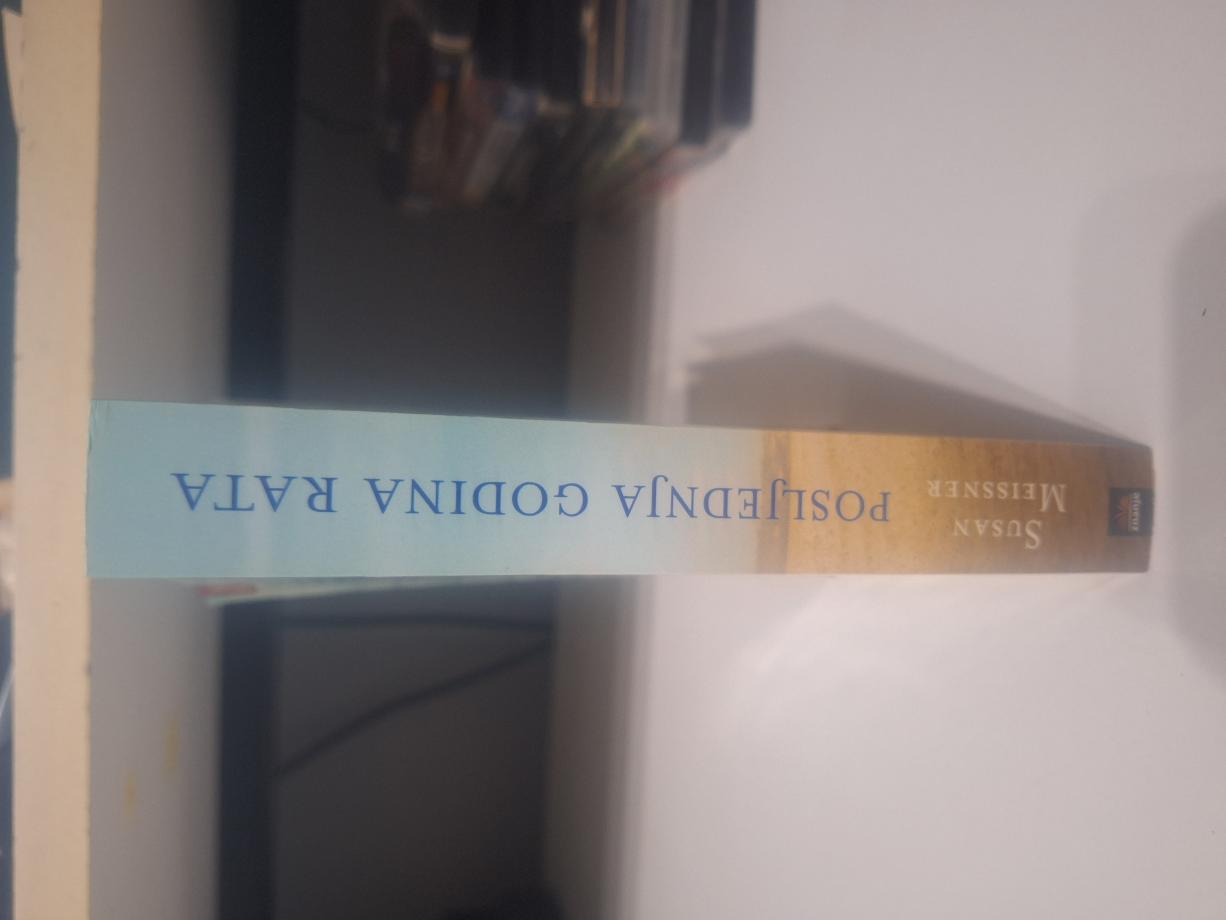 SUSAN
MEISSNER
POSLJEDNJA GODINA RATA